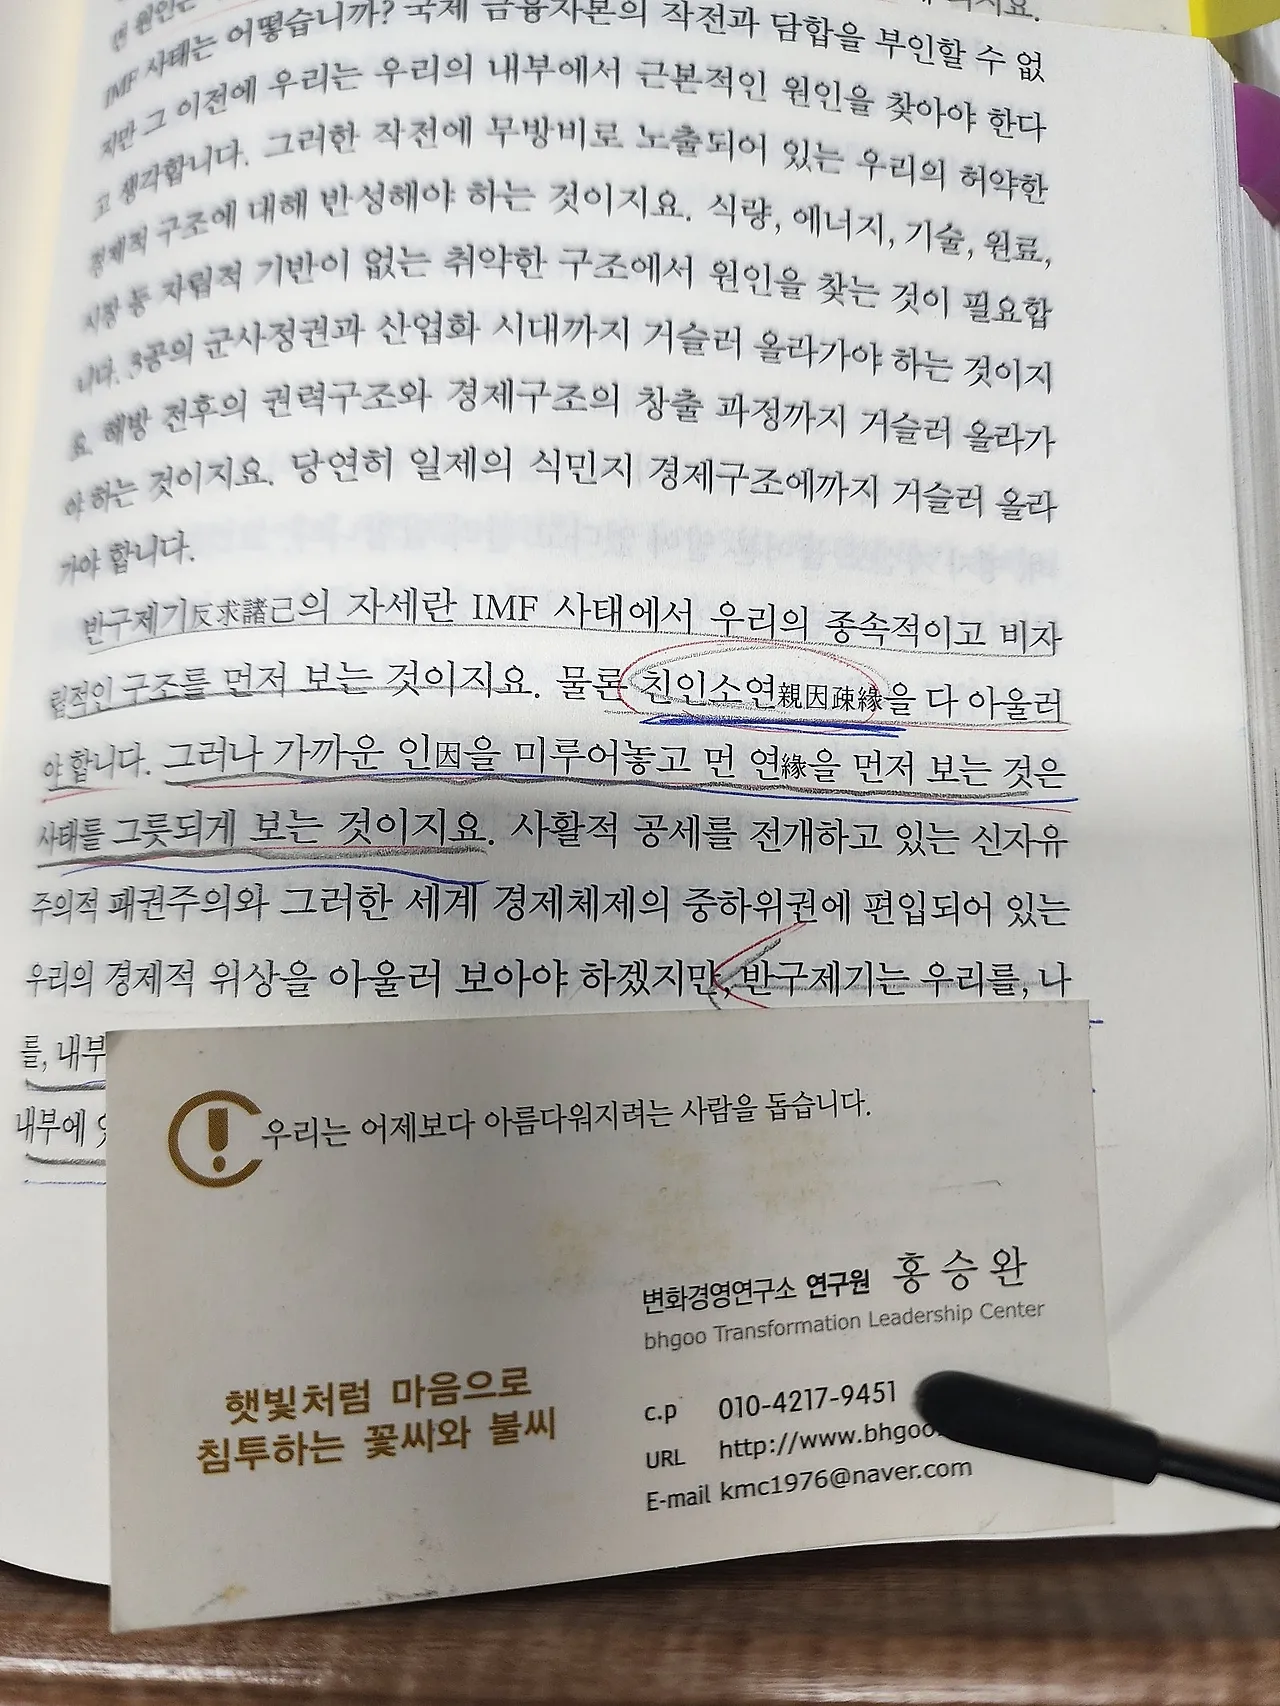 먼 원인은
IMF 사태는 어떻습니까? 국제 금융자본의 작전과 담합을 부인할 수 없
지만 그 이전에 우리는 우리의 내부에서 근본적인 원인을 찾아야 한다
고 생각합니다. 그러한 작전에 무방비로 노출되어 있는 우리의 허약한
경제적 구조에 대해 반성해야 하는 것이지요. 식량, 에너지, 기술, 원료,
시장 등 자립적 기반이 없는 취약한 구조에서 원인을 찾는 것이 필요합
니다. 3공의 군사정권과 산업화 시대까지 거슬러 올라가야 하는 것이지
요. 해방 전후의 권력구조와 경제구조의 창출 과정까지 거슬러 올라가
야 하는 것이지요. 당연히 일제의 식민지 경제구조에까지 거슬러 올라
가야 합니다.
반구제기反求諸己의 자세란 IMF 사태에서 우리의 종속적이고 비자
립적인 구조를 먼저 보는 것이지요. 물론 친인소연親因疎緣을 다 아울러
야 합니다. 그러나 가까운 인因을 미루어놓고 먼 연緣을 먼저 보는 것은
사태를 그릇되게 보는 것이지요. 사활적 공세를 전개하고 있는 신자유
주의적 패권주의와 그러한 세계 경제체제의 중하위권에 편입되어 있는
우리의 경제적 위상을 아울러 보아야 하겠지만, 반구제기는 우리를, 나
를, 내부
내부에
우리는 어제보다 아름다워지려는 사람을 돕습니다.
변화경영연구소 연구원 홍승완
bhgoo Transformation Leadership Center
햇빛처럼 마음으로
침투하는 꽃씨와 불씨
c.p 010-4217-9451
URL http://www.bhgoo
E-mail kmc1976@naver.com